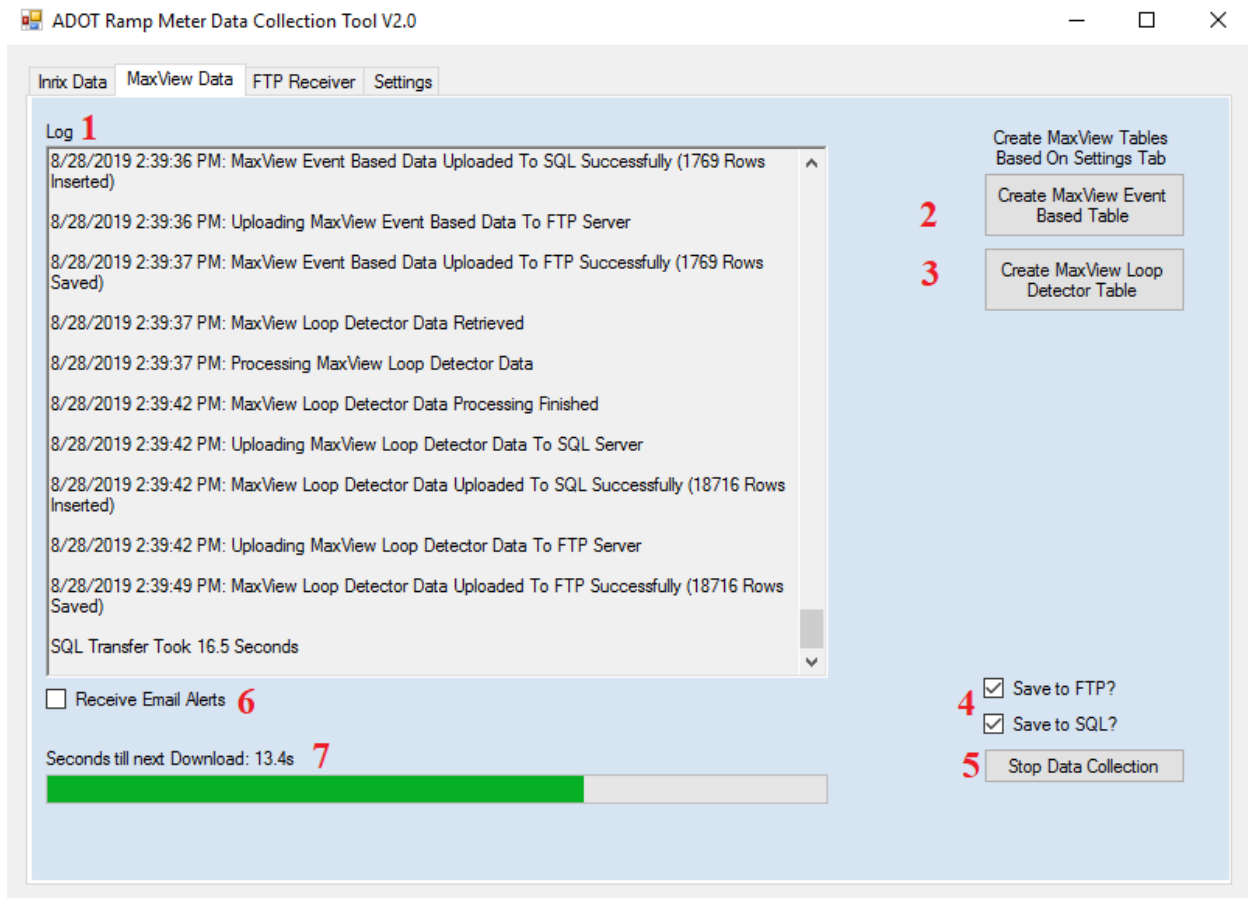 ADOT Ramp Meter Data Collection Tool V2.0
Inrix Data MaxView Data FTP Receiver Settings
Log 1
8/28/2019 2:39:36 PM: MaxView Event Based Data Uploaded To SQL Successfully (1769 Rows
Inserted)
8/28/2019 2:39:36 PM: Uploading MaxView Event Based Data To FTP Server
8/28/2019 2:39:37 PM: MaxView Event Based Data Uploaded To FTP Successfully (1769 Rows
Saved)
8/28/2019 2:39:37 PM: MaxView Loop Detector Data Retrieved
8/28/2019 2:39:37 PM: Processing MaxView Loop Detector Data
8/28/2019 2:39:42 PM: MaxView Loop Detector Data Processing Finished
8/28/2019 2:39:42 PM: Uploading MaxView Loop Detector Data To SQL Server
8/28/2019 2:39:42 PM: MaxView Loop Detector Data Uploaded To SQL Successfully (18716 Rows
Inserted)
8/28/2019 2:39:42 PM: Uploading MaxView Loop Detector Data To FTP Server
8/28/2019 2:39:49 PM: MaxView Loop Detector Data Uploaded To FTP Successfully (18716 Rows
Saved)
SQL Transfer Took 16.5 Seconds
Receive Email Alerts 6
Seconds till next Download: 13.4s 7
Create MaxView Tables
Based On Settings Tab
2
Create MaxView Event
Based Table
3
Create MaxView Loop
Detector Table
4
Save to FTP?
Save to SQL?
5 Stop Data Collection